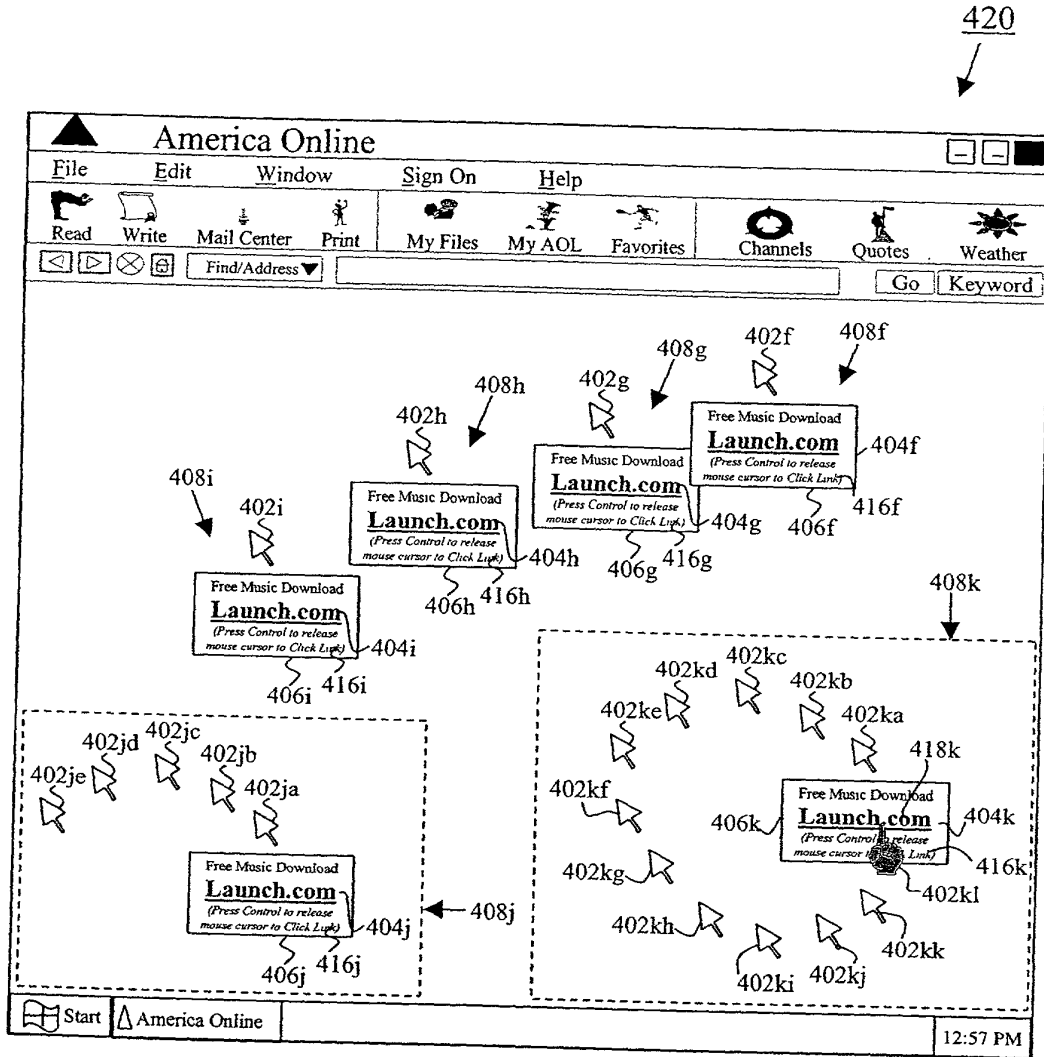 420
America Online
File Edit Window Sign On Help
Read Write Mail Center Print My Files My AOL Favorites Channels Quotes Weather
Find/Address Go Keyword
402f 408f
408g
402g
408h
402h
Free Music Download
Launch.com
(Press Control to release
mouse cursor to Click Link)
404f
416f
406f
Free Music Download
Launch.com
(Press Control to release
mouse cursor to Click Link)
404g
416g
406g
408i
402i
Free Music Download
Launch.com
(Press Control to release
mouse cursor to Click Link)
404h
416h
406h
Free Music Download
Launch.com
(Press Control to release
mouse cursor to Click Link)
404i
416i
406i
408k
402kd 402kc
402kb
402ke
402ka
418k
402kf
406k
Free Music Download
Launch.com
(Press Control to release
mouse cursor Link)
404k
416k
402kg
402kl
402kh
402kk
402ki
402kj
402jc
402jd
402jb
402je
402ja
Free Music Download
Launch.com
(Press Control to release
mouse cursor to Click Link)
404j
408j
416j
406j
Start America Online 12:57 PM